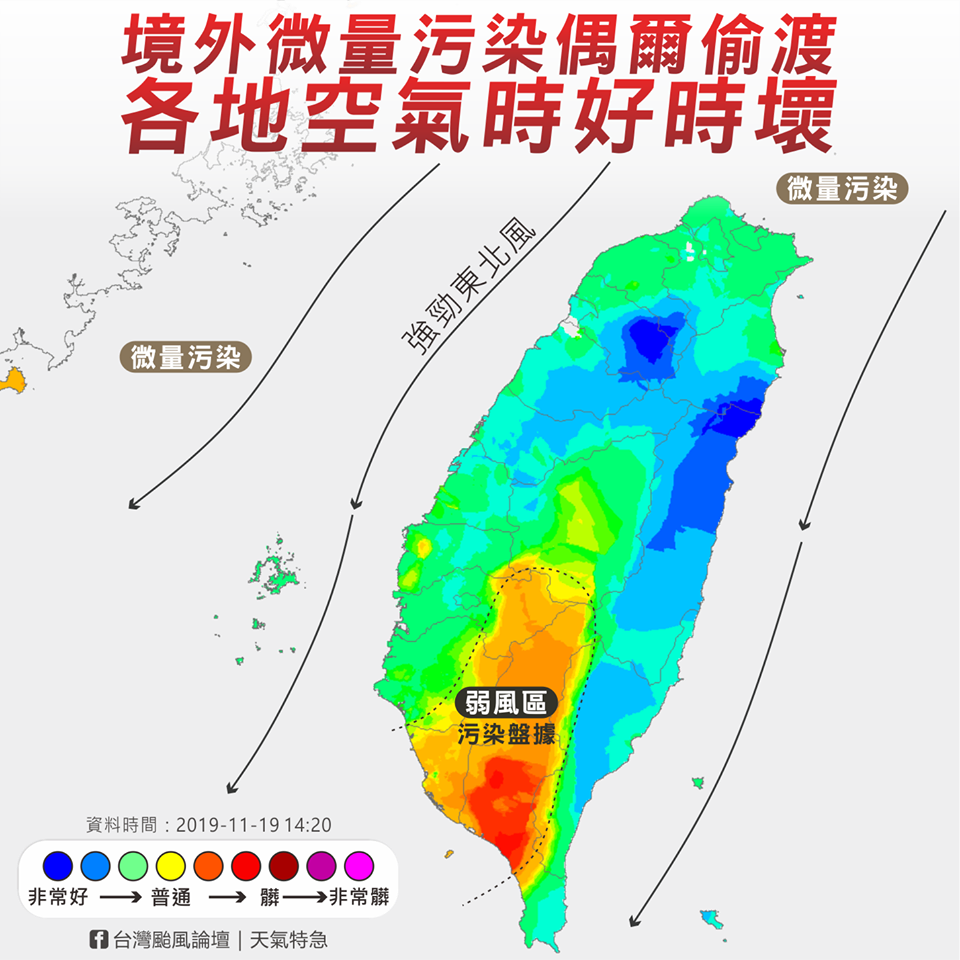 境外微量污染偶爾偷渡
各地空氣時好時壞
微量污染
強勁東北風
微量污染
弱風區
污染盤據
資料時間：2019-11-19 14:20
非常好 普通 髒 非常髒
台灣颱風論壇｜天氣特急